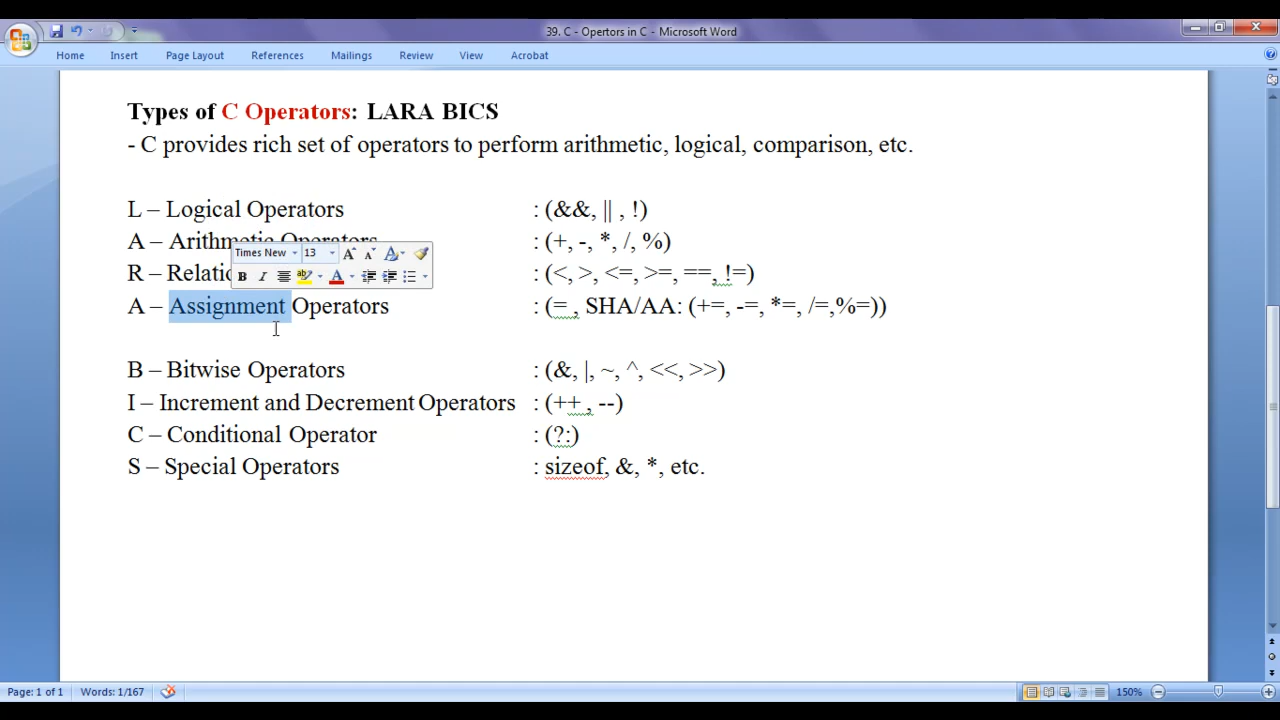 39. C - Opertors in C - Microsoft Word
Home Insert Page Layout References Mailings Review View Acrobat
Types of C Operators: LARA BICS
- C provides rich set of operators to perform arithmetic, logical, comparison, etc.
L – Logical Operators : (&&, || , !)
A – Arithmetic Operators : (+, -, *, /, %)
Times New 13
R – : (<, >, <=, >=, ==, !=)
A – Assignment Operators : (= , SHA/AA: (+=, -=, *=, /=,%=))
B – Bitwise Operators : (&, |, ~, ^, <<, >>)
I – Increment and Decrement Operators : (++ , --)
C – Conditional Operator : (?:)
S – Special Operators : sizeof, &, *, etc.
Page: 1 of 1 Words: 1/167 150%